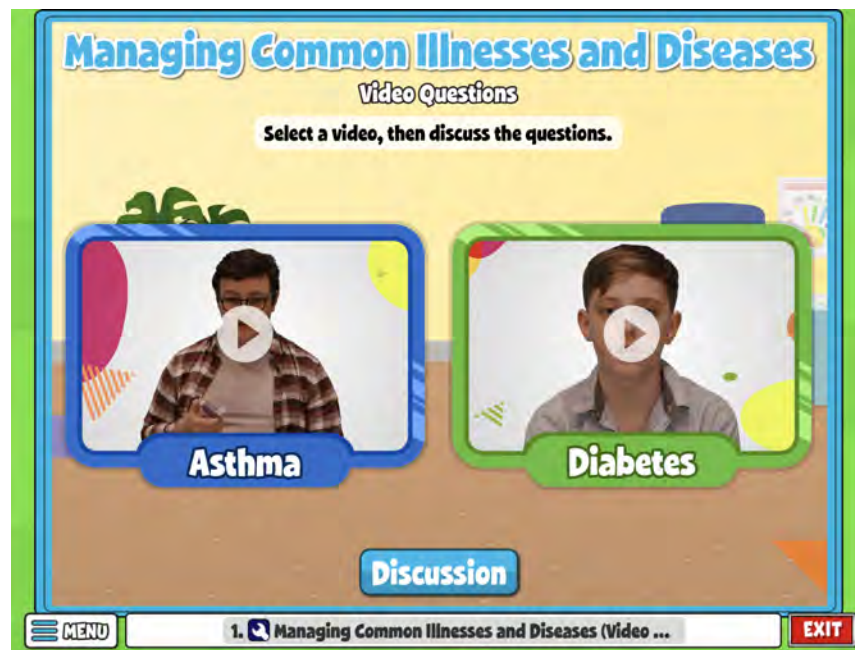 Managing Common Illnesses and Diseases
Video Questions
Select a video, then discuss the questions.
Asthma
Diabetes
Discussion
MENU
1. Managing Common Illnesses and Diseases (Video ...
EXIT